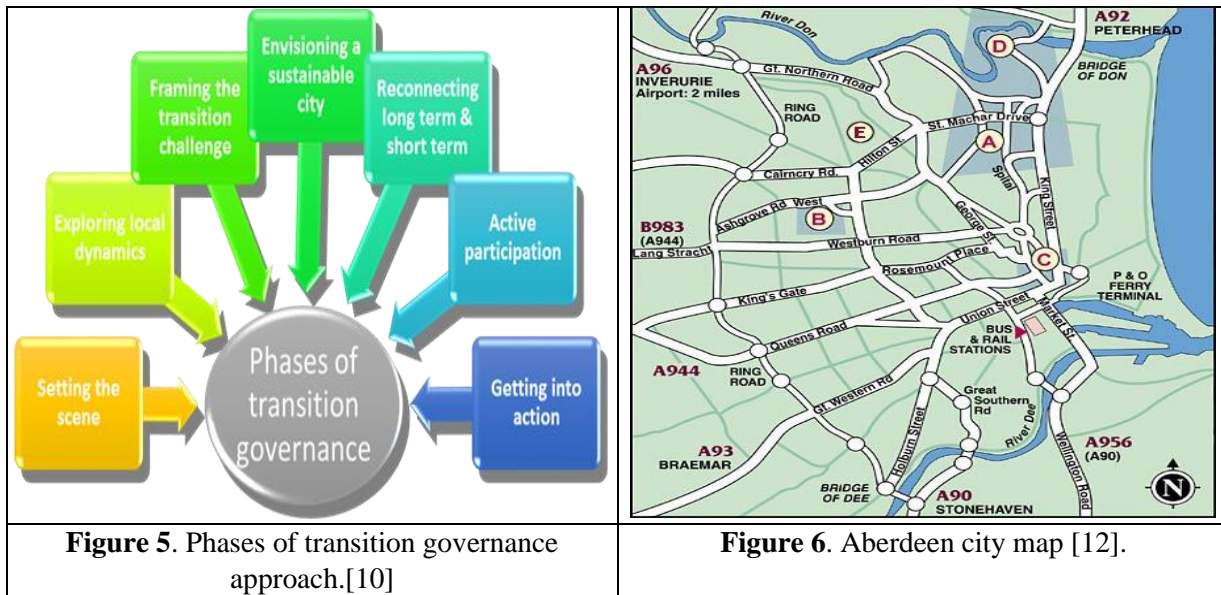 Envisioning a
sustainable
city
Framing the
transition
challenge
Reconnecting
long term &
short term
Exploring local
dynamics
Active
participation
Setting the
scene
Phases of
transition
governance
Getting into
action
Figure 5. Phases of transition governance
approach.[10]
River Don
A92
PETERHEAD
D
BRIDGE
OF DON
A96
INVERURIE
Airport: 2 miles
Gt. Northern Road
RING
ROAD
E
St. Machar Drive
A
Hilton St.
Cairncry Rd.
Spital
King Street
Ashgrove Rd West
B
George St.
B983
(A944)
Lang Stracht
Westburn Road
C
Rosemount Place
P & O
FERRY
TERMINAL
King's Gate
Union Street
Market St.
BUS
& RAIL
STATIONS
Queens Road
A944
RING
ROAD
Gt. Western Rd
Great
Southern
Rd
River Dee
A93
BRAEMAR
Holburn Street
Wellington Road
A956
(A90)
BRIDGE
OF DEE
A90
STONEHAVEN
N
Figure 6. Aberdeen city map [12].